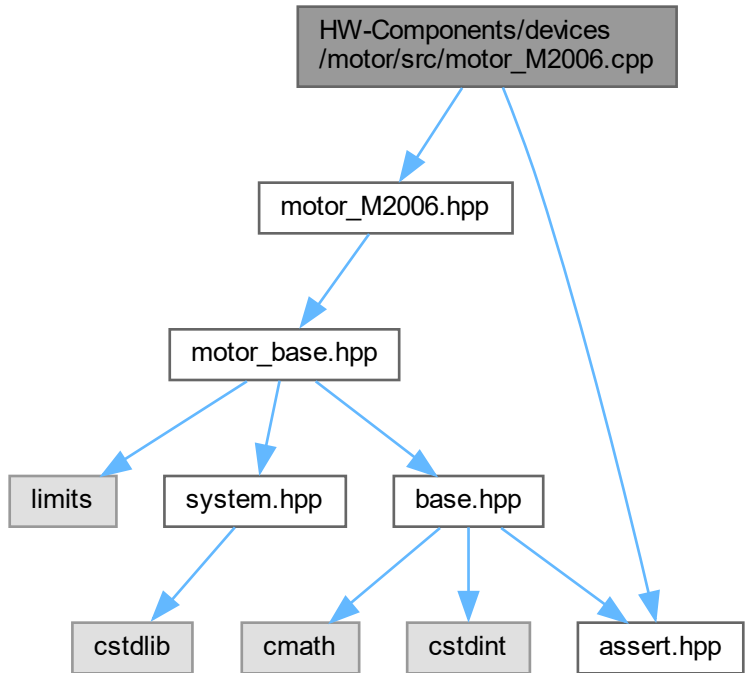 HW-Components/devices
/motor/src/motor_M2006.cpp
motor_M2006.hpp
motor_base.hpp
limits
system.hpp
base.hpp
cstdlib
cmath
cstdint
assert.hpp